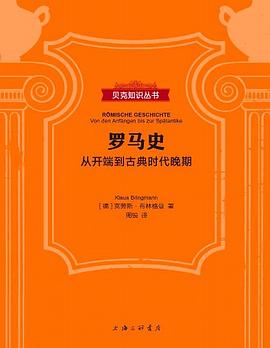 贝克知识丛书
RÖMISCHE GESCHICHTE
Von den Anfängen bis zur Spätantike
罗马史
从开端到古典时代晚期
Klaus Bringmann
[德] 克劳斯·布林格曼 著
周锐 译
上海三联书店